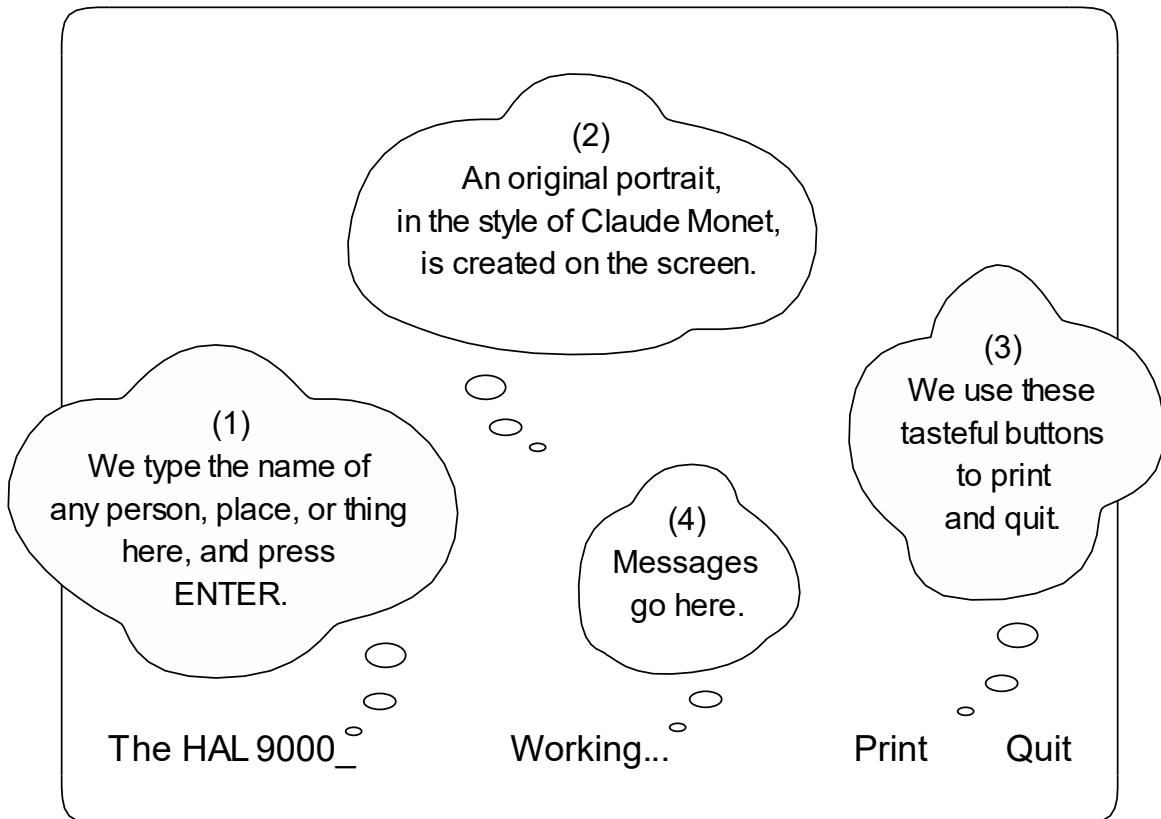 (2)
An original portrait,
in the style of Claude Monet,
is created on the screen.
(3)
We use these
tasteful buttons
to print
and quit.
(1)
We type the name of
any person, place, or thing
here, and press
ENTER.
(4)
Messages
go here.
The HAL 9000_
Working...
Print
Quit